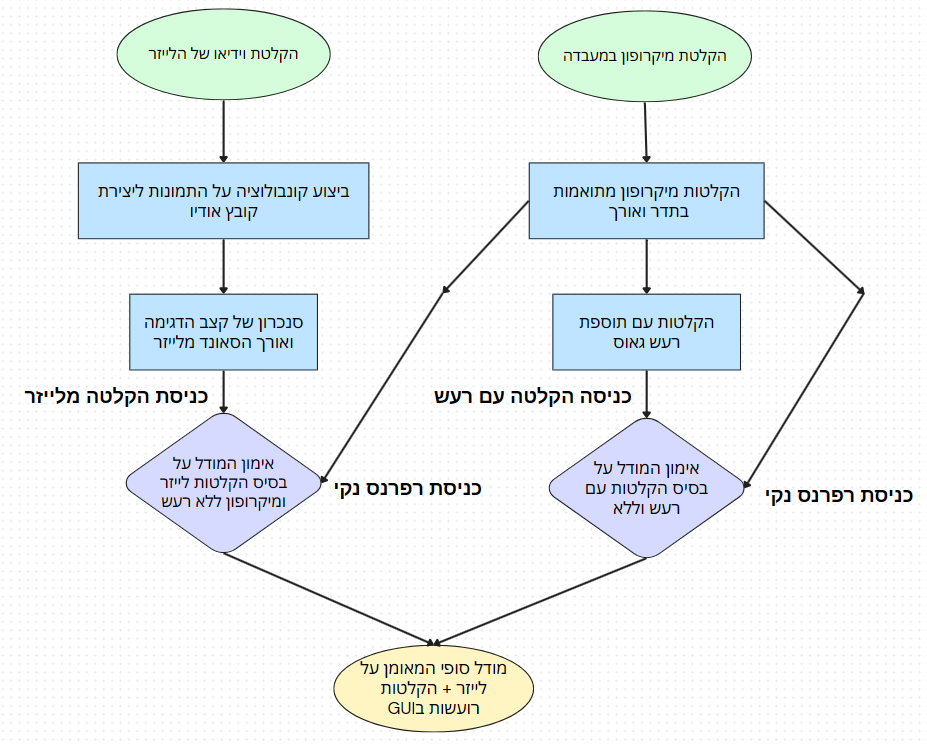 הקלטת מיקרופון במעבדה
הקלטת וידיאו של הלייזר
הקלטות מיקרופון מתואמות
בתדר ואורך
ביצוע קונבולוציה על התמונות ליצירת
קובץ אודיו
הקלטות עם תוספת
רעש גאוס
סנכרון של קצב הדגימה
ואורך הסאונד מלייזר
כניסה הקלטה עם רעש
כניסת הקלטה מלייזר
אימון המודל על
בסיס הקלטות עם
רעש וללא
כניסת רפרנס נקי
אימון המודל על
בסיס הקלטות לייזר
ומיקרופון ללא רעש
כניסת רפרנס נקי
מודל סופי המאומן על
לייזר + הקלטות
רועשות בGUI